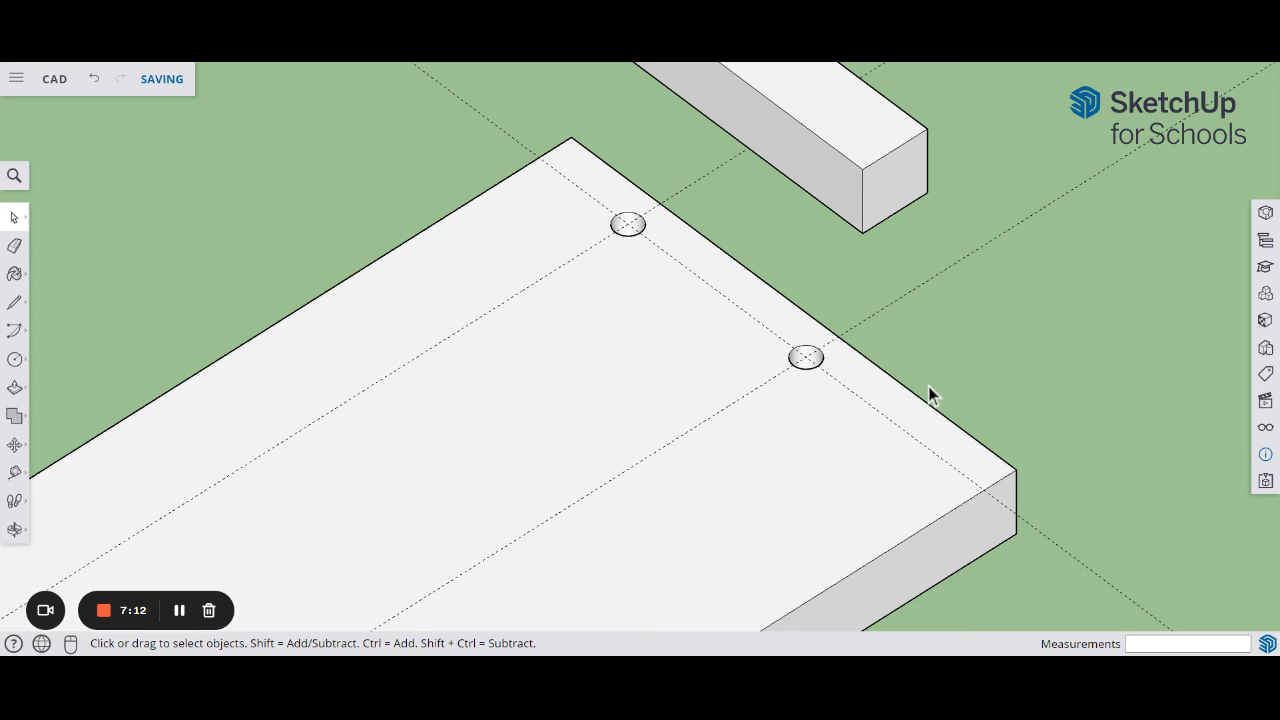 CAD
SAVING
SketchUp
for Schools
7:12
Click or drag to select objects. Shift = Add/Subtract. Ctrl = Add. Shift + Ctrl = Subtract.
Measurements